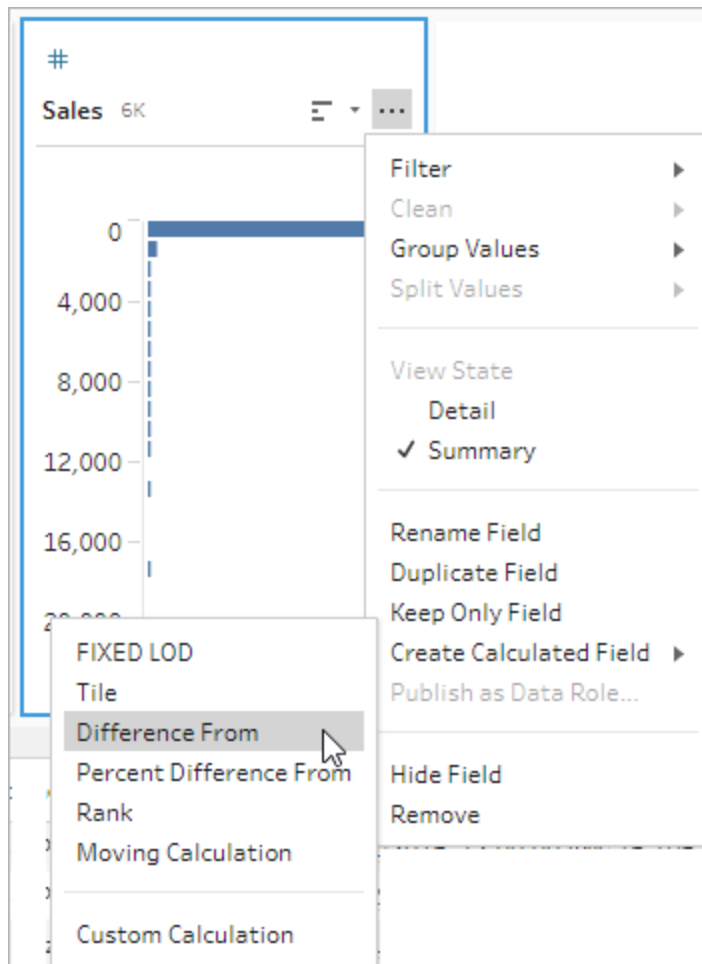 #
Sales 6K
0
4,000
8,000
12,000
16,000
Filter
Clean
Group Values
Split Values
View State
Detail
Summary
Rename Field
Duplicate Field
Keep Only Field
Create Calculated Field
Publish as Data Role...
Hide Field
Remove
FIXED LOD
Tile
Difference From
Percent Difference From
Rank
Moving Calculation
Custom Calculation